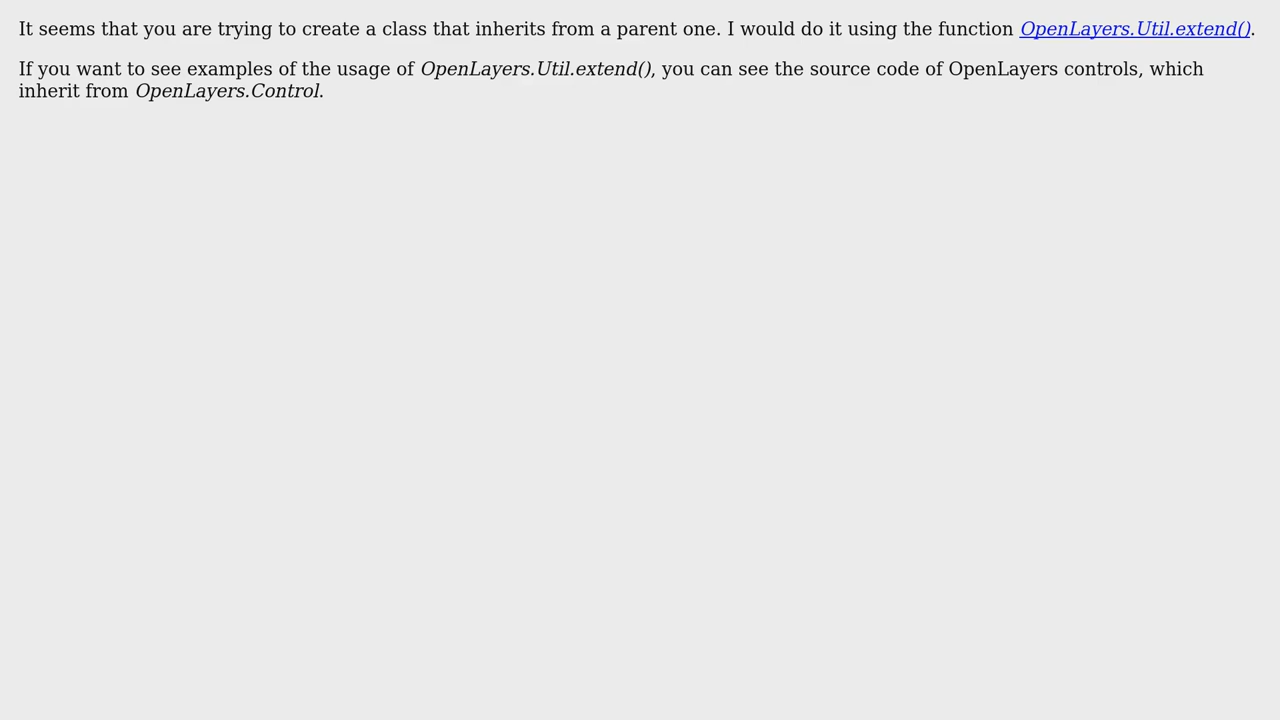 It seems that you are trying to create a class that inherits from a parent one. I would do it using the function OpenLayers.Util.extend().
If you want to see examples of the usage of OpenLayers.Util.extend(), you can see the source code of OpenLayers controls, which
inherit from OpenLayers.Control.